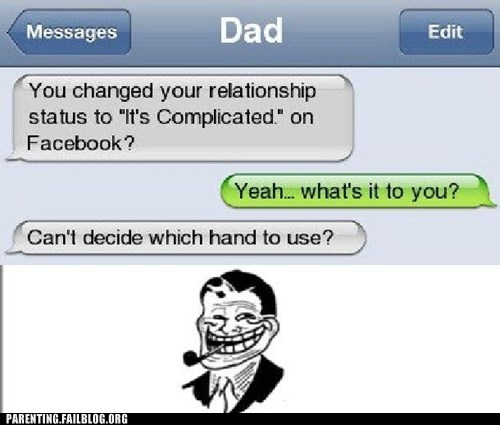 Messages
Dad
Edit
You changed your relationship
status to "It's Complicated." on
Facebook?
Yeah... what's it to you?
Can't decide which hand to use?
PARENTING.FAILBLOG.ORG